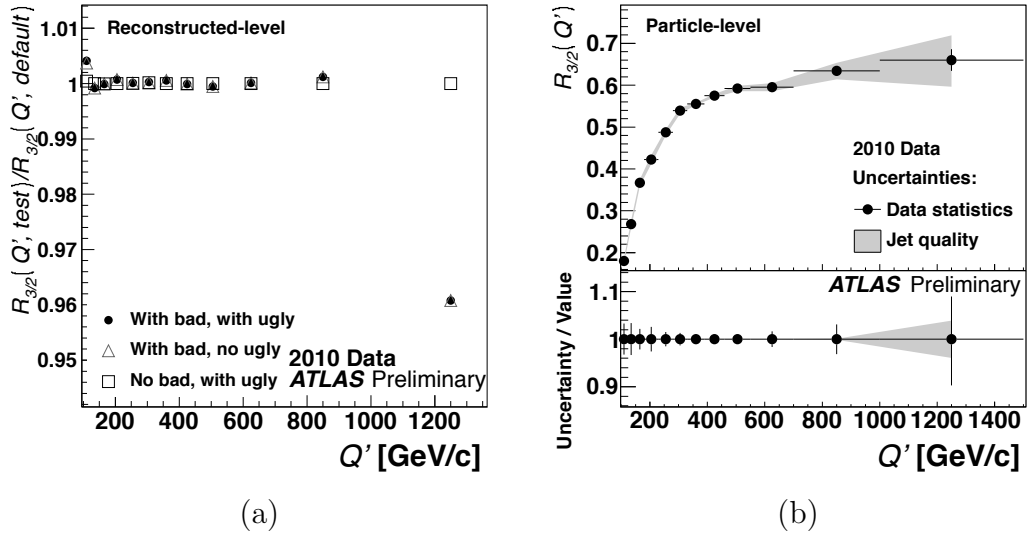 Reconstructed-level
R3/2(Q', test)/R3/2(Q', default)
1.01
1
0.99
0.98
0.97
0.96
0.95
With bad, with ugly
With bad, no ugly
No bad, with ugly
2010 Data
ATLAS Preliminary
200 400 600 800 1000 1200
Q' [GeV/c]
(a)
Particle-level
R3/2(Q')
0.7
0.6
0.5
0.4
0.3
0.2
2010 Data
Uncertainties:
Data statistics
Jet quality
ATLAS Preliminary
Uncertainty / Value
1.1
1
0.9
200 400 600 800 1000 1200 1400
Q' [GeV/c]
(b)